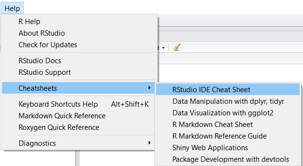 Help
R Help
About RStudio
Check for Updates
RStudio Docs
RStudio Support
Cheatsheets
Keyboard Shortcuts Help Alt+Shift+K
Markdown Quick Reference
Roxygen Quick Reference
Diagnostics
RStudio IDE Cheat Sheet
Data Manipulation with dplyr, tidyr
Data Visualization with ggplot2
R Markdown Cheat Sheet
R Markdown Reference Guide
Shiny Web Applications
Package Development with devtools